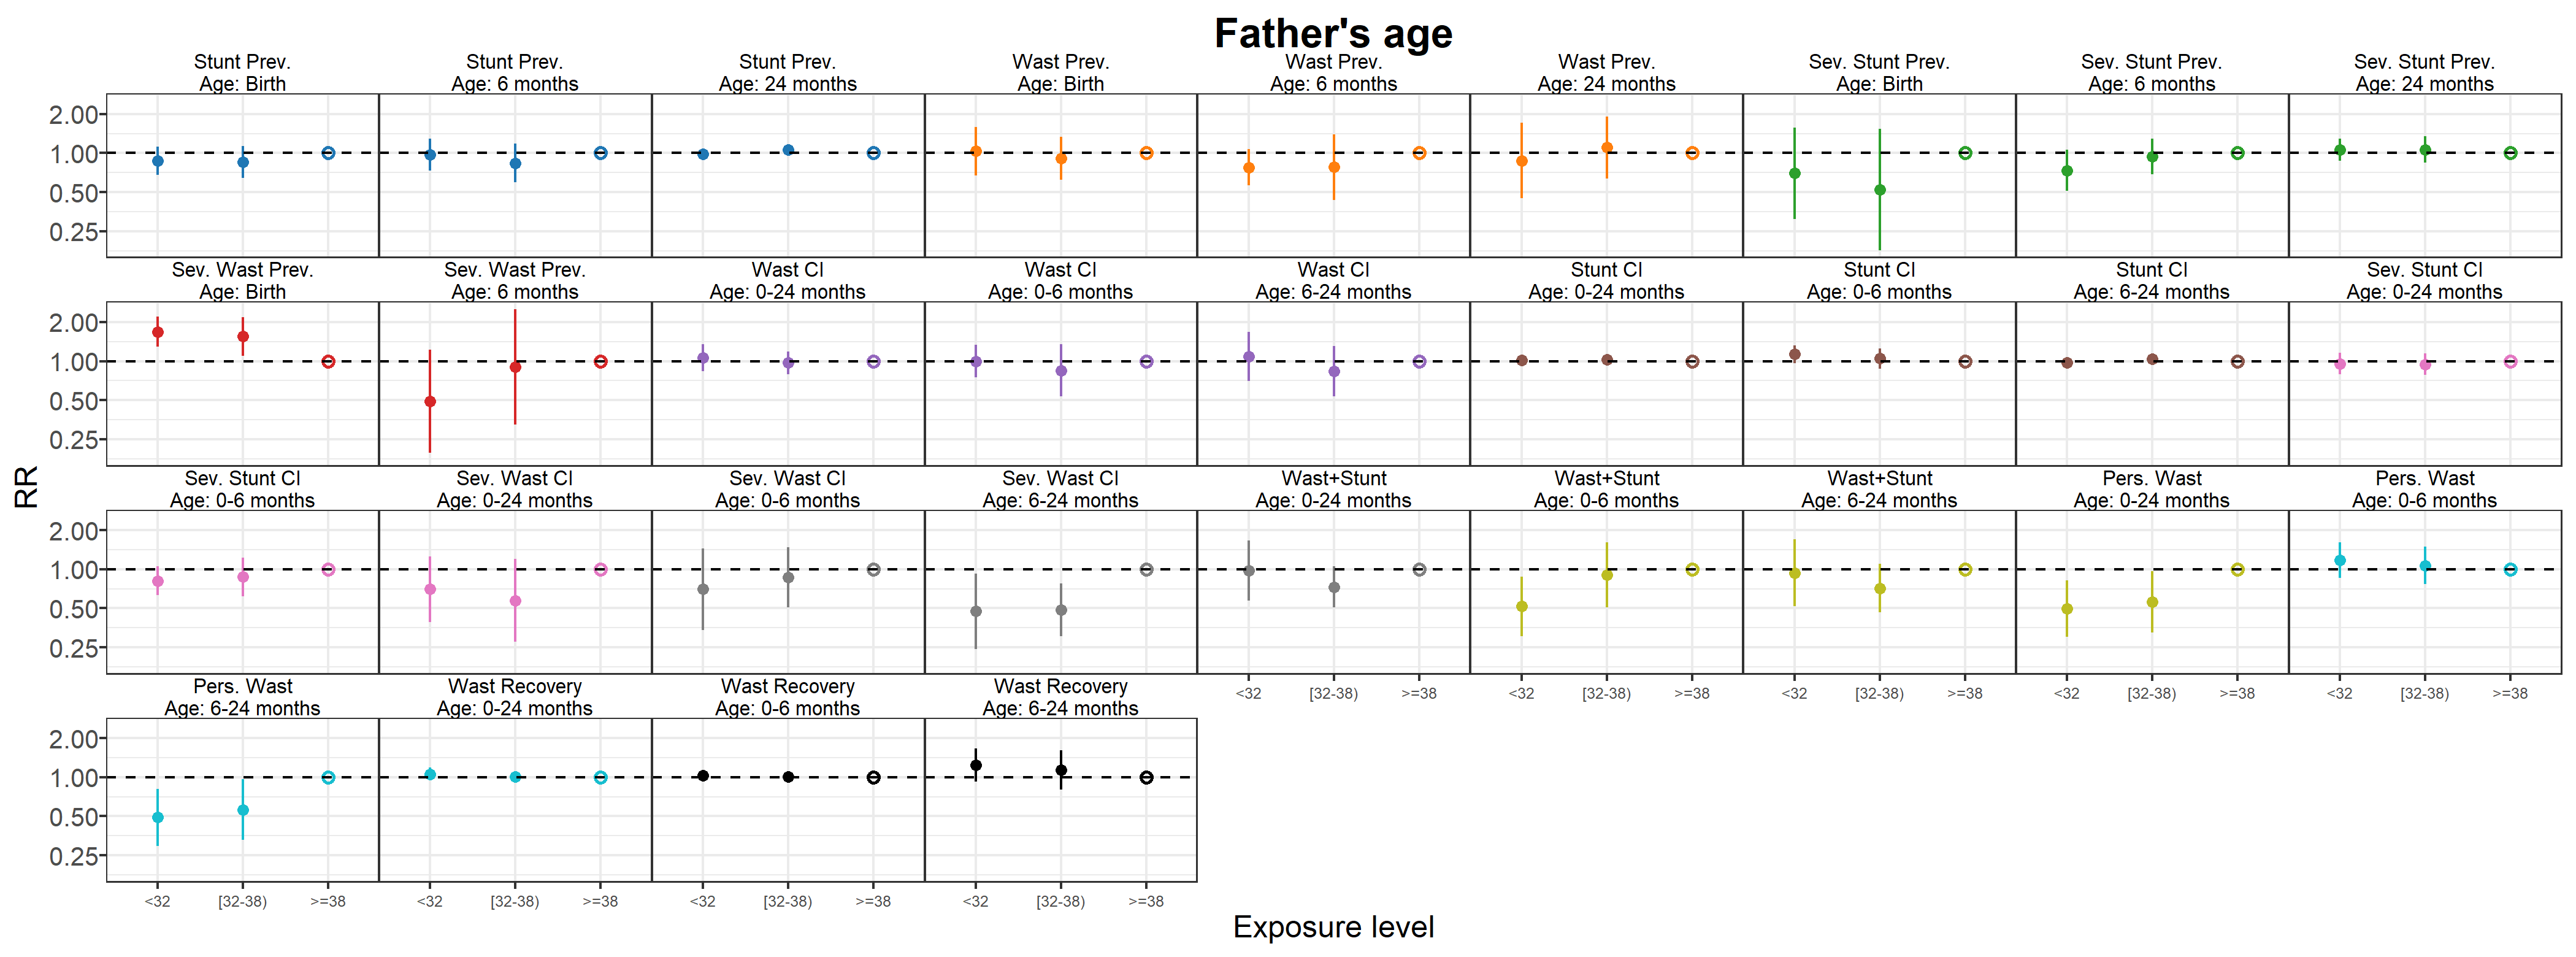 Father's age
Stunt Prev.
Age: Birth
Stunt Prev.
Age: 6 months
Stunt Prev.
Age: 24 months
Wast Prev.
Age: Birth
Wast Prev.
Age: 6 months
Wast Prev.
Age: 24 months
Sev. Stunt Prev.
Age: Birth
Sev. Stunt Prev.
Age: 6 months
Sev. Stunt Prev.
Age: 24 months
2.00
1.00
0.50
0.25
Sev. Wast Prev.
Age: Birth
Sev. Wast Prev.
Age: 6 months
Wast CI
Age: 0-24 months
Wast CI
Age: 0-6 months
Wast CI
Age: 6-24 months
Stunt CI
Age: 0-24 months
Stunt CI
Age: 0-6 months
Stunt CI
Age: 6-24 months
Sev. Stunt CI
Age: 0-24 months
2.00
1.00
0.50
0.25
RR
Sev. Stunt CI
Age: 0-6 months
Sev. Wast CI
Age: 0-24 months
Sev. Wast CI
Age: 0-6 months
Sev. Wast CI
Age: 6-24 months
Wast+Stunt
Age: 0-24 months
Wast+Stunt
Age: 0-6 months
Wast+Stunt
Age: 6-24 months
Pers. Wast
Age: 0-24 months
Pers. Wast
Age: 0-6 months
2.00
1.00
0.50
0.25
<32 [32-38) >=38
<32 [32-38) >=38
<32 [32-38) >=38
<32 [32-38) >=38
<32 [32-38) >=38
Pers. Wast
Age: 6-24 months
Wast Recovery
Age: 0-24 months
Wast Recovery
Age: 0-6 months
Wast Recovery
Age: 6-24 months
2.00
1.00
0.50
0.25
<32 [32-38) >=38
<32 [32-38) >=38
<32 [32-38) >=38
<32 [32-38) >=38
Exposure level